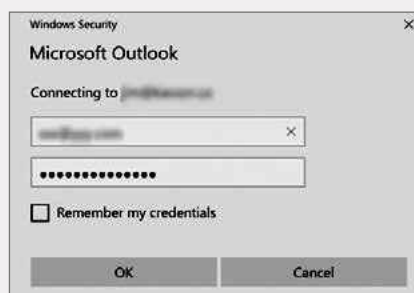 Windows Security
Microsoft Outlook
Connecting to
Remember my credentials
OK
Cancel